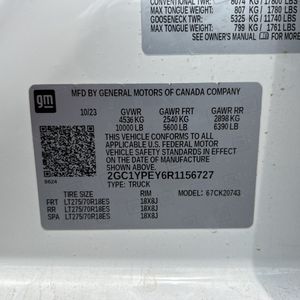 CONVENTIONAL TWR 8074 KG 17800 LBS
MAX TONGUE WEIGHT 807 KG 1780 LBS
GOOSENECK TWR 5325 KG 11740 LBS
MAX TONGUE WEIGHT 799 KG 1761 LBS
SEE OWNER'S MANUAL
gm
MFD BY GENERAL MOTORS OF CANADA COMPANY
10/23 GVWR GAWR FRT GAWR RR
4536 KG 2540 KG 2898 KG
10000 LB 5600 LB 6390 LB
THIS VEHICLE CONFORMS TO ALL
APPLICABLE U.S. FEDERAL MOTOR
VEHICLE SAFETY STANDARDS IN
EFFECT ON THE DATE OF MANUFACTURE
SHOWN ABOVE.
2GC1YPEY6R1156727
TYPE: TRUCK
9624
TIRE SIZE RIM 67CK20743
FRT LT275/70R18ES 18X8J
RR LT275/70R18ES 18X8J
SPA LT275/70R18ES 18X8J